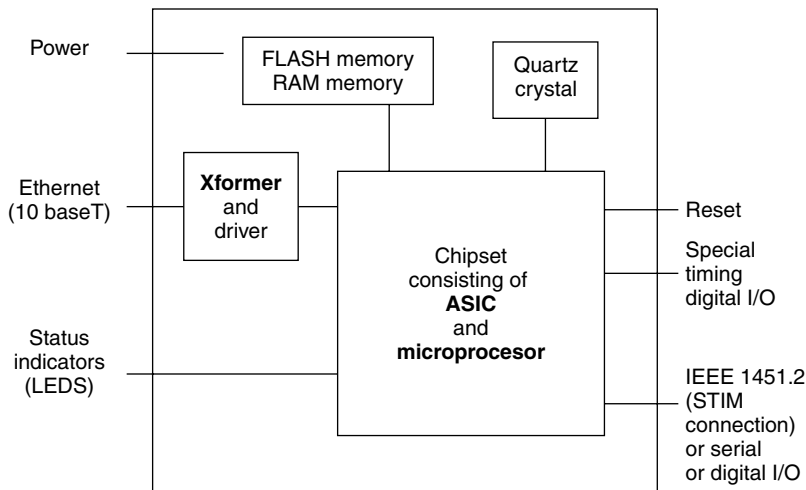 Power
FLASH memory
RAM memory
Quartz
crystal
Ethernet
(10 baseT)
Xformer
and
driver
Chipset
consisting of
ASIC
and
microprocesor
Reset
Special
timing
digital I/O
Status
indicators
(LEDS)
IEEE 1451.2
(STIM
connection)
or serial
or digital I/O